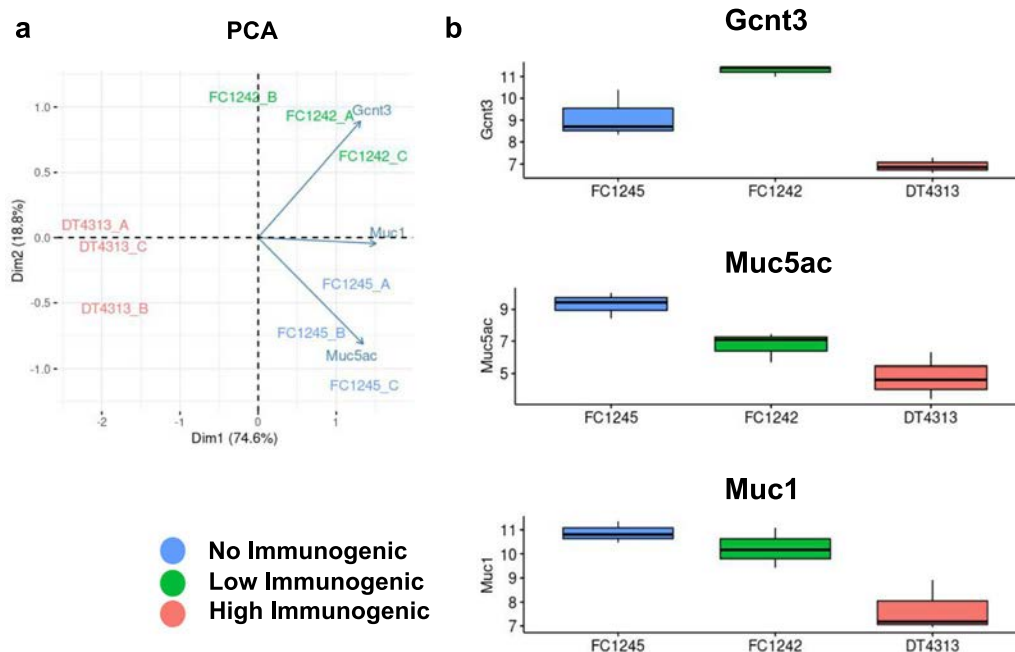 a
PCA
FC1242_B
FC1242_A
Gcnt3
FC1242_C
DT4313_A
Muc1
DT4313_C
FC1245_A
DT4313_B
FC1245_B
Muc5ac
FC1245_C
1.0
0.5
0.0
-0.5
-1.0
Dim2 (18.8%)
-2
-1
0
1
Dim1 (74.6%)
No Immunogenic
Low Immunogenic
High Immunogenic
b
Gcnt3
Gcnt3
11
10
9
8
7
FC1245
FC1242
DT4313
Muc5ac
Muc5ac
9
7
5
FC1245
FC1242
DT4313
Muc1
Muc1
11
10
9
8
7
FC1245
FC1242
DT4313